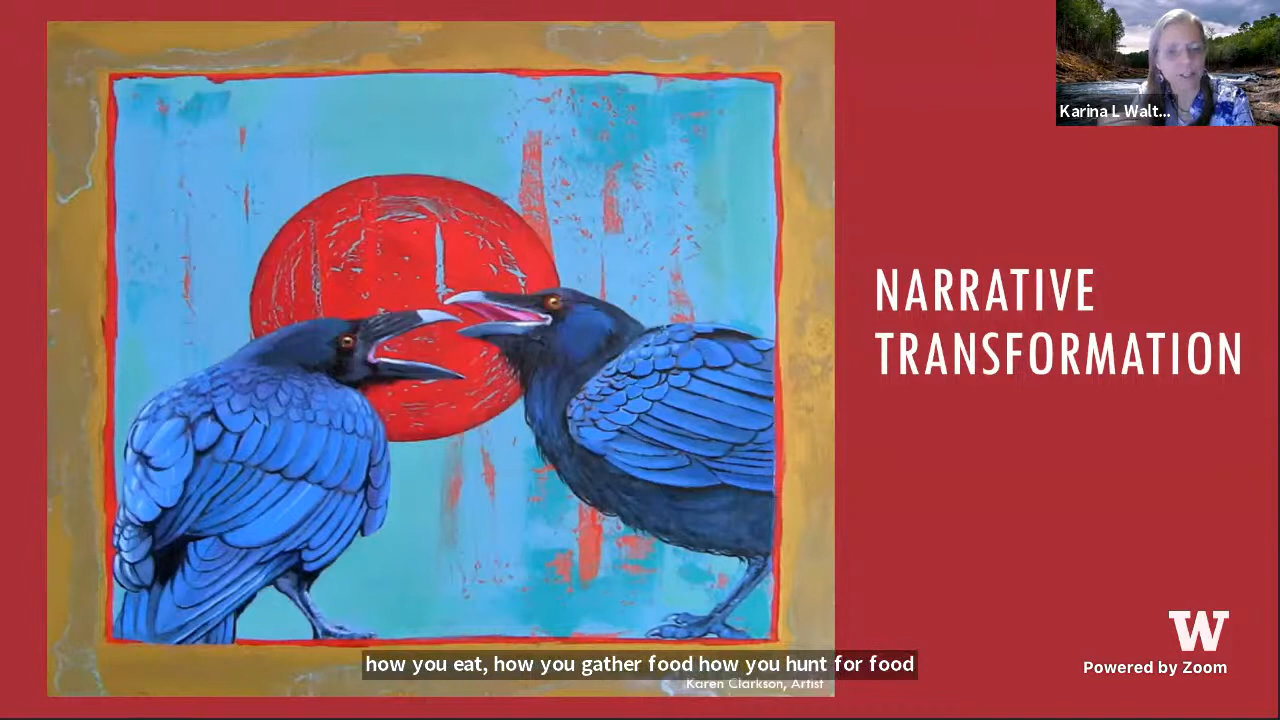 Karina L Walt...
NARRATIVE
TRANSFORMATION
W
Powered by Zoom
how you eat, how you gather food how you hunt for food
Karen Clarkson, Artist